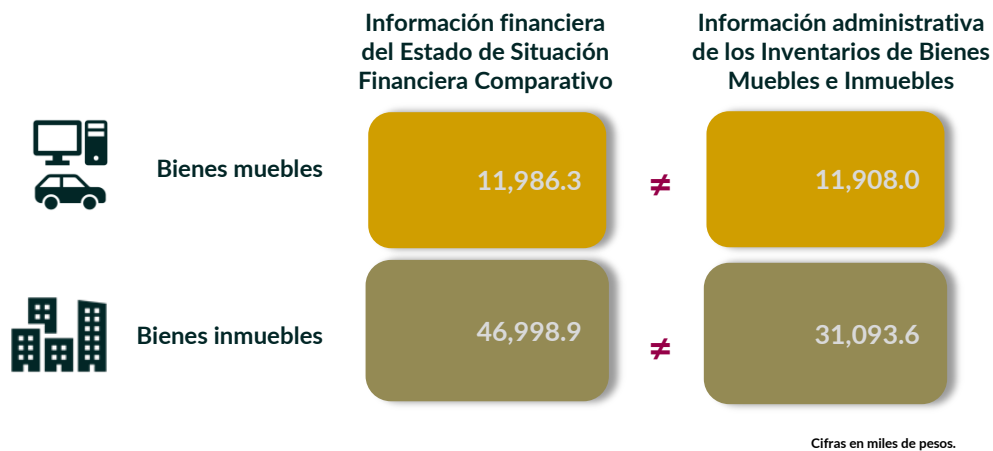 Información financiera
del Estado de Situación
Financiera Comparativo
Información administrativa
de los Inventarios de Bienes
Muebles e Inmuebles
Bienes muebles
11,986.3
≠
11,908.0
Bienes inmuebles
46,998.9
≠
31,093.6
Cifras en miles de pesos.